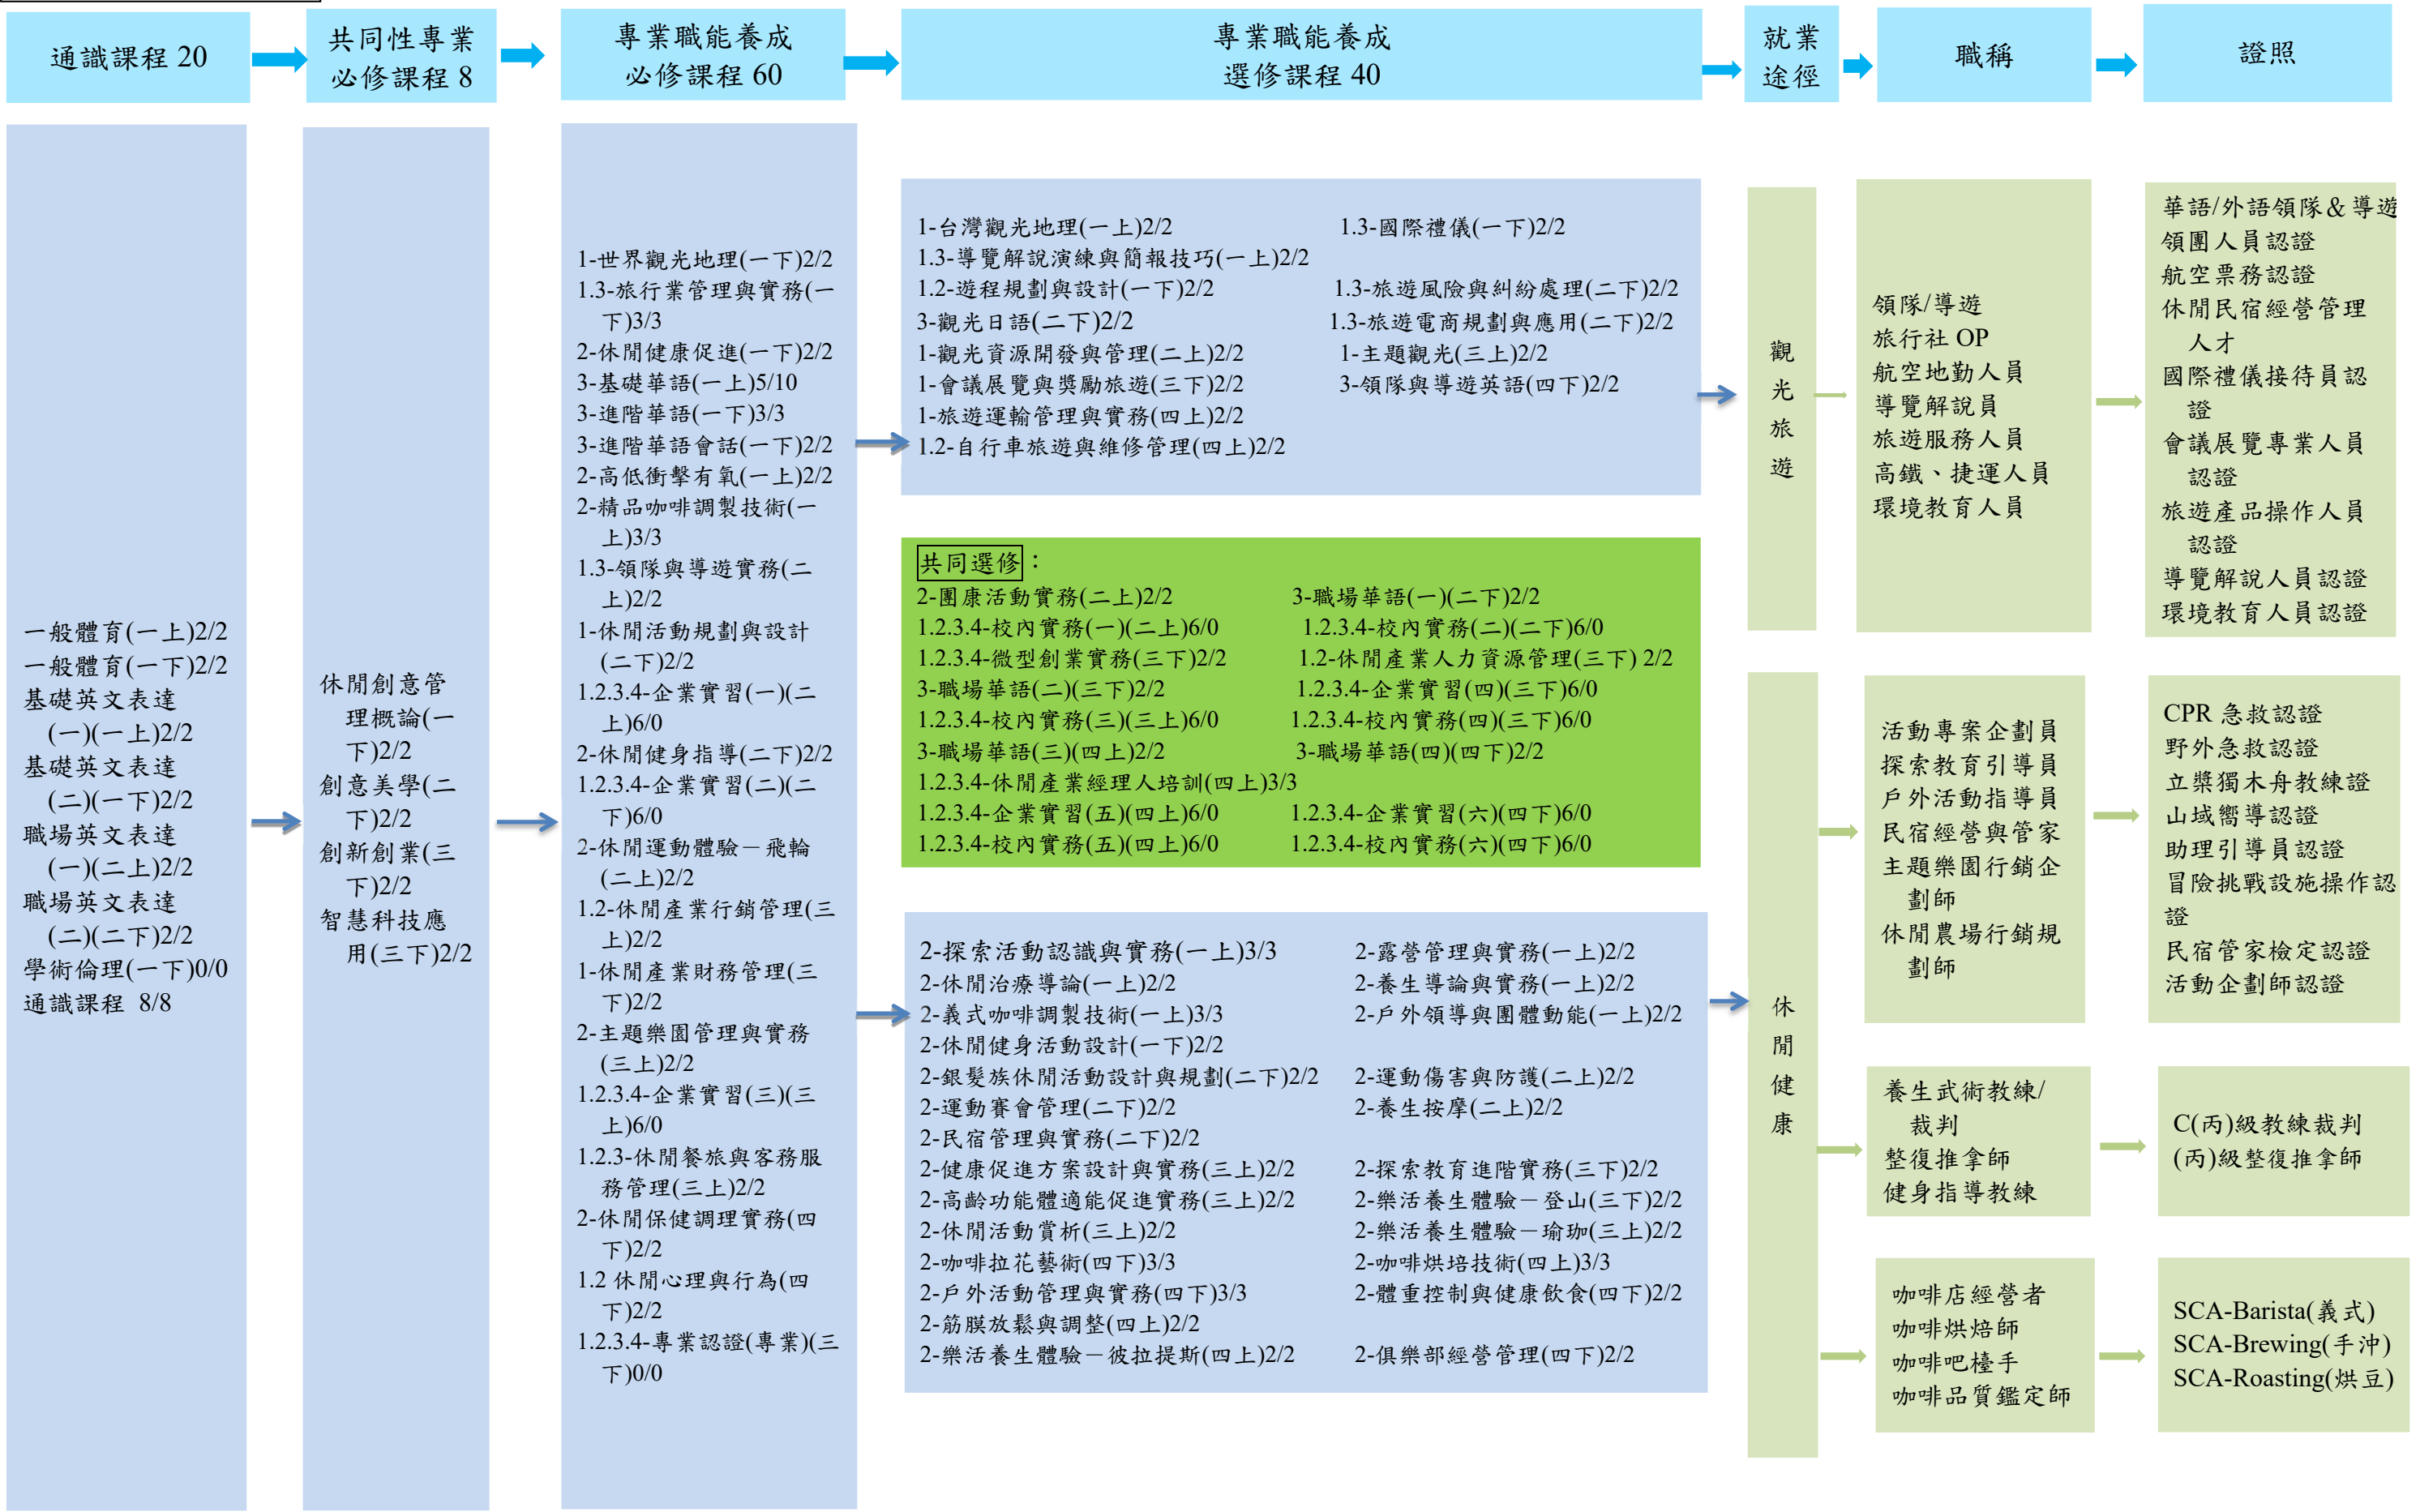 通識課程 20
共同性專業
必修課程 8
專業職能養成
必修課程 60
專業職能養成
選修課程 40
就業
途徑
職稱
證照
一般體育(一上)2/2
一般體育(一下)2/2
基礎英文表達
(一)(一上)2/2
基礎英文表達
(二)(一下)2/2
職場英文表達
(一)(二上)2/2
職場英文表達
(二)(二下)2/2
學術倫理(一下)0/0
通識課程 8/8
休閒創意管
理概論(一
下)2/2
創意美學(二
下)2/2
創新創業(三
下)2/2
智慧科技應
用(三下)2/2
1-世界觀光地理(一下)2/2
1.3-旅行業管理與實務(一
下)3/3
2-休閒健康促進(一下)2/2
3-基礎華語(一上)5/10
3-進階華語(一下)3/3
3-進階華語會話(一下)2/2
2-高低衝擊有氧(一上)2/2
2-精品咖啡調製技術(一
上)3/3
1.3-領隊與導遊實務(二
上)2/2
1-休閒活動規劃與設計
(二下)2/2
1.2.3.4-企業實習(一)(二
上)6/0
2-休閒健身指導(二下)2/2
1.2.3.4-企業實習(二)(二
下)6/0
2-休閒運動體驗－飛輪
(二上)2/2
1.2-休閒產業行銷管理(三
上)2/2
1-休閒產業財務管理(三
下)2/2
2-主題樂園管理與實務
(三上)2/2
1.2.3.4-企業實習(三)(三
上)6/0
1.2.3-休閒餐旅與客務服
務管理(三上)2/2
2-休閒保健調理實務(四
下)2/2
1.2 休閒心理與行為(四
下)2/2
1.2.3.4-專業認證(專業)(三
下)0/0
1-台灣觀光地理(一上)2/2 1.3-國際禮儀(一下)2/2
1.3-導覽解說演練與簡報技巧(一上)2/2
1.2-遊程規劃與設計(一下)2/2 1.3-旅遊風險與糾紛處理(二下)2/2
3-觀光日語(二下)2/2 1.3-旅遊電商規劃與應用(二下)2/2
1-觀光資源開發與管理(二上)2/2 1-主題觀光(三上)2/2
1-會議展覽與獎勵旅遊(三下)2/2 3-領隊與導遊英語(四下)2/2
1-旅遊運輸管理與實務(四上)2/2
1.2-自行車旅遊與維修管理(四上)2/2
共同選修：
2-團康活動實務(二上)2/2 3-職場華語(一)(二下)2/2
1.2.3.4-校內實務(一)(二上)6/0 1.2.3.4-校內實務(二)(二下)6/0
1.2.3.4-微型創業實務(三下)2/2 1.2-休閒產業人力資源管理(三下) 2/2
3-職場華語(二)(三下)2/2 1.2.3.4-企業實習(四)(三下)6/0
1.2.3.4-校內實務(三)(三上)6/0 1.2.3.4-校內實務(四)(三下)6/0
3-職場華語(三)(四上)2/2 3-職場華語(四)(四下)2/2
1.2.3.4-休閒產業經理人培訓(四上)3/3
1.2.3.4-企業實習(五)(四上)6/0 1.2.3.4-企業實習(六)(四下)6/0
1.2.3.4-校內實務(五)(四上)6/0 1.2.3.4-校內實務(六)(四下)6/0
2-探索活動認識與實務(一上)3/3 2-露營管理與實務(一上)2/2
2-休閒治療導論(一上)2/2 2-養生導論與實務(一上)2/2
2-義式咖啡調製技術(一上)3/3 2-戶外領導與團體動能(一上)2/2
2-休閒健身活動設計(一下)2/2
2-銀髮族休閒活動設計與規劃(二下)2/2 2-運動傷害與防護(二上)2/2
2-運動賽會管理(二下)2/2 2-養生按摩(二上)2/2
2-民宿管理與實務(二下)2/2
2-健康促進方案設計與實務(三上)2/2 2-探索教育進階實務(三下)2/2
2-高齡功能體適能促進實務(三上)2/2 2-樂活養生體驗－登山(三下)2/2
2-休閒活動賞析(三上)2/2 2-樂活養生體驗－瑜珈(三上)2/2
2-咖啡拉花藝術(四下)3/3 2-咖啡烘培技術(四上)3/3
2-戶外活動管理與實務(四下)3/3 2-體重控制與健康飲食(四下)2/2
2-筋膜放鬆與調整(四上)2/2
2-樂活養生體驗－彼拉提斯(四上)2/2 2-俱樂部經營管理(四下)2/2
觀
光
旅
遊
休
閒
健
康
領隊/導遊
旅行社 OP
航空地勤人員
導覽解說員
旅遊服務人員
高鐵、捷運人員
環境教育人員
華語/外語領隊＆導遊
領團人員認證
航空票務認證
休閒民宿經營管理
人才
國際禮儀接待員認
證
會議展覽專業人員
認證
旅遊產品操作人員
認證
導覽解說人員認證
環境教育人員認證
活動專案企劃員
探索教育引導員
戶外活動指導員
民宿經營與管家
主題樂園行銷企
劃師
休閒農場行銷規
劃師
CPR 急救認證
野外急救認證
立槳獨木舟教練證
山域嚮導認證
助理引導員認證
冒險挑戰設施操作認
證
民宿管家檢定認證
活動企劃師認證
養生武術教練/
裁判
整復推拿師
健身指導教練
C(丙)級教練裁判
(丙)級整復推拿師
咖啡店經營者
咖啡烘焙師
咖啡吧檯手
咖啡品質鑑定師
SCA-Barista(義式)
SCA-Brewing(手沖)
SCA-Roasting(烘豆)